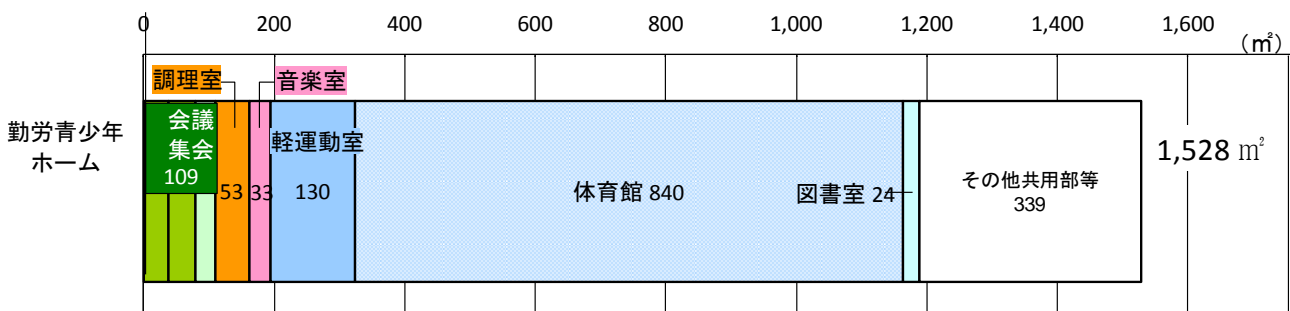 0 200 400 600 800 1,000 1,200 1,400 1,600
(㎡)
調理室 音楽室
勤労青少年
ホーム
会議
集会
109
53
33
軽運動室
130
体育館 840
図書室 24
その他共用部等
339
1,528 ㎡